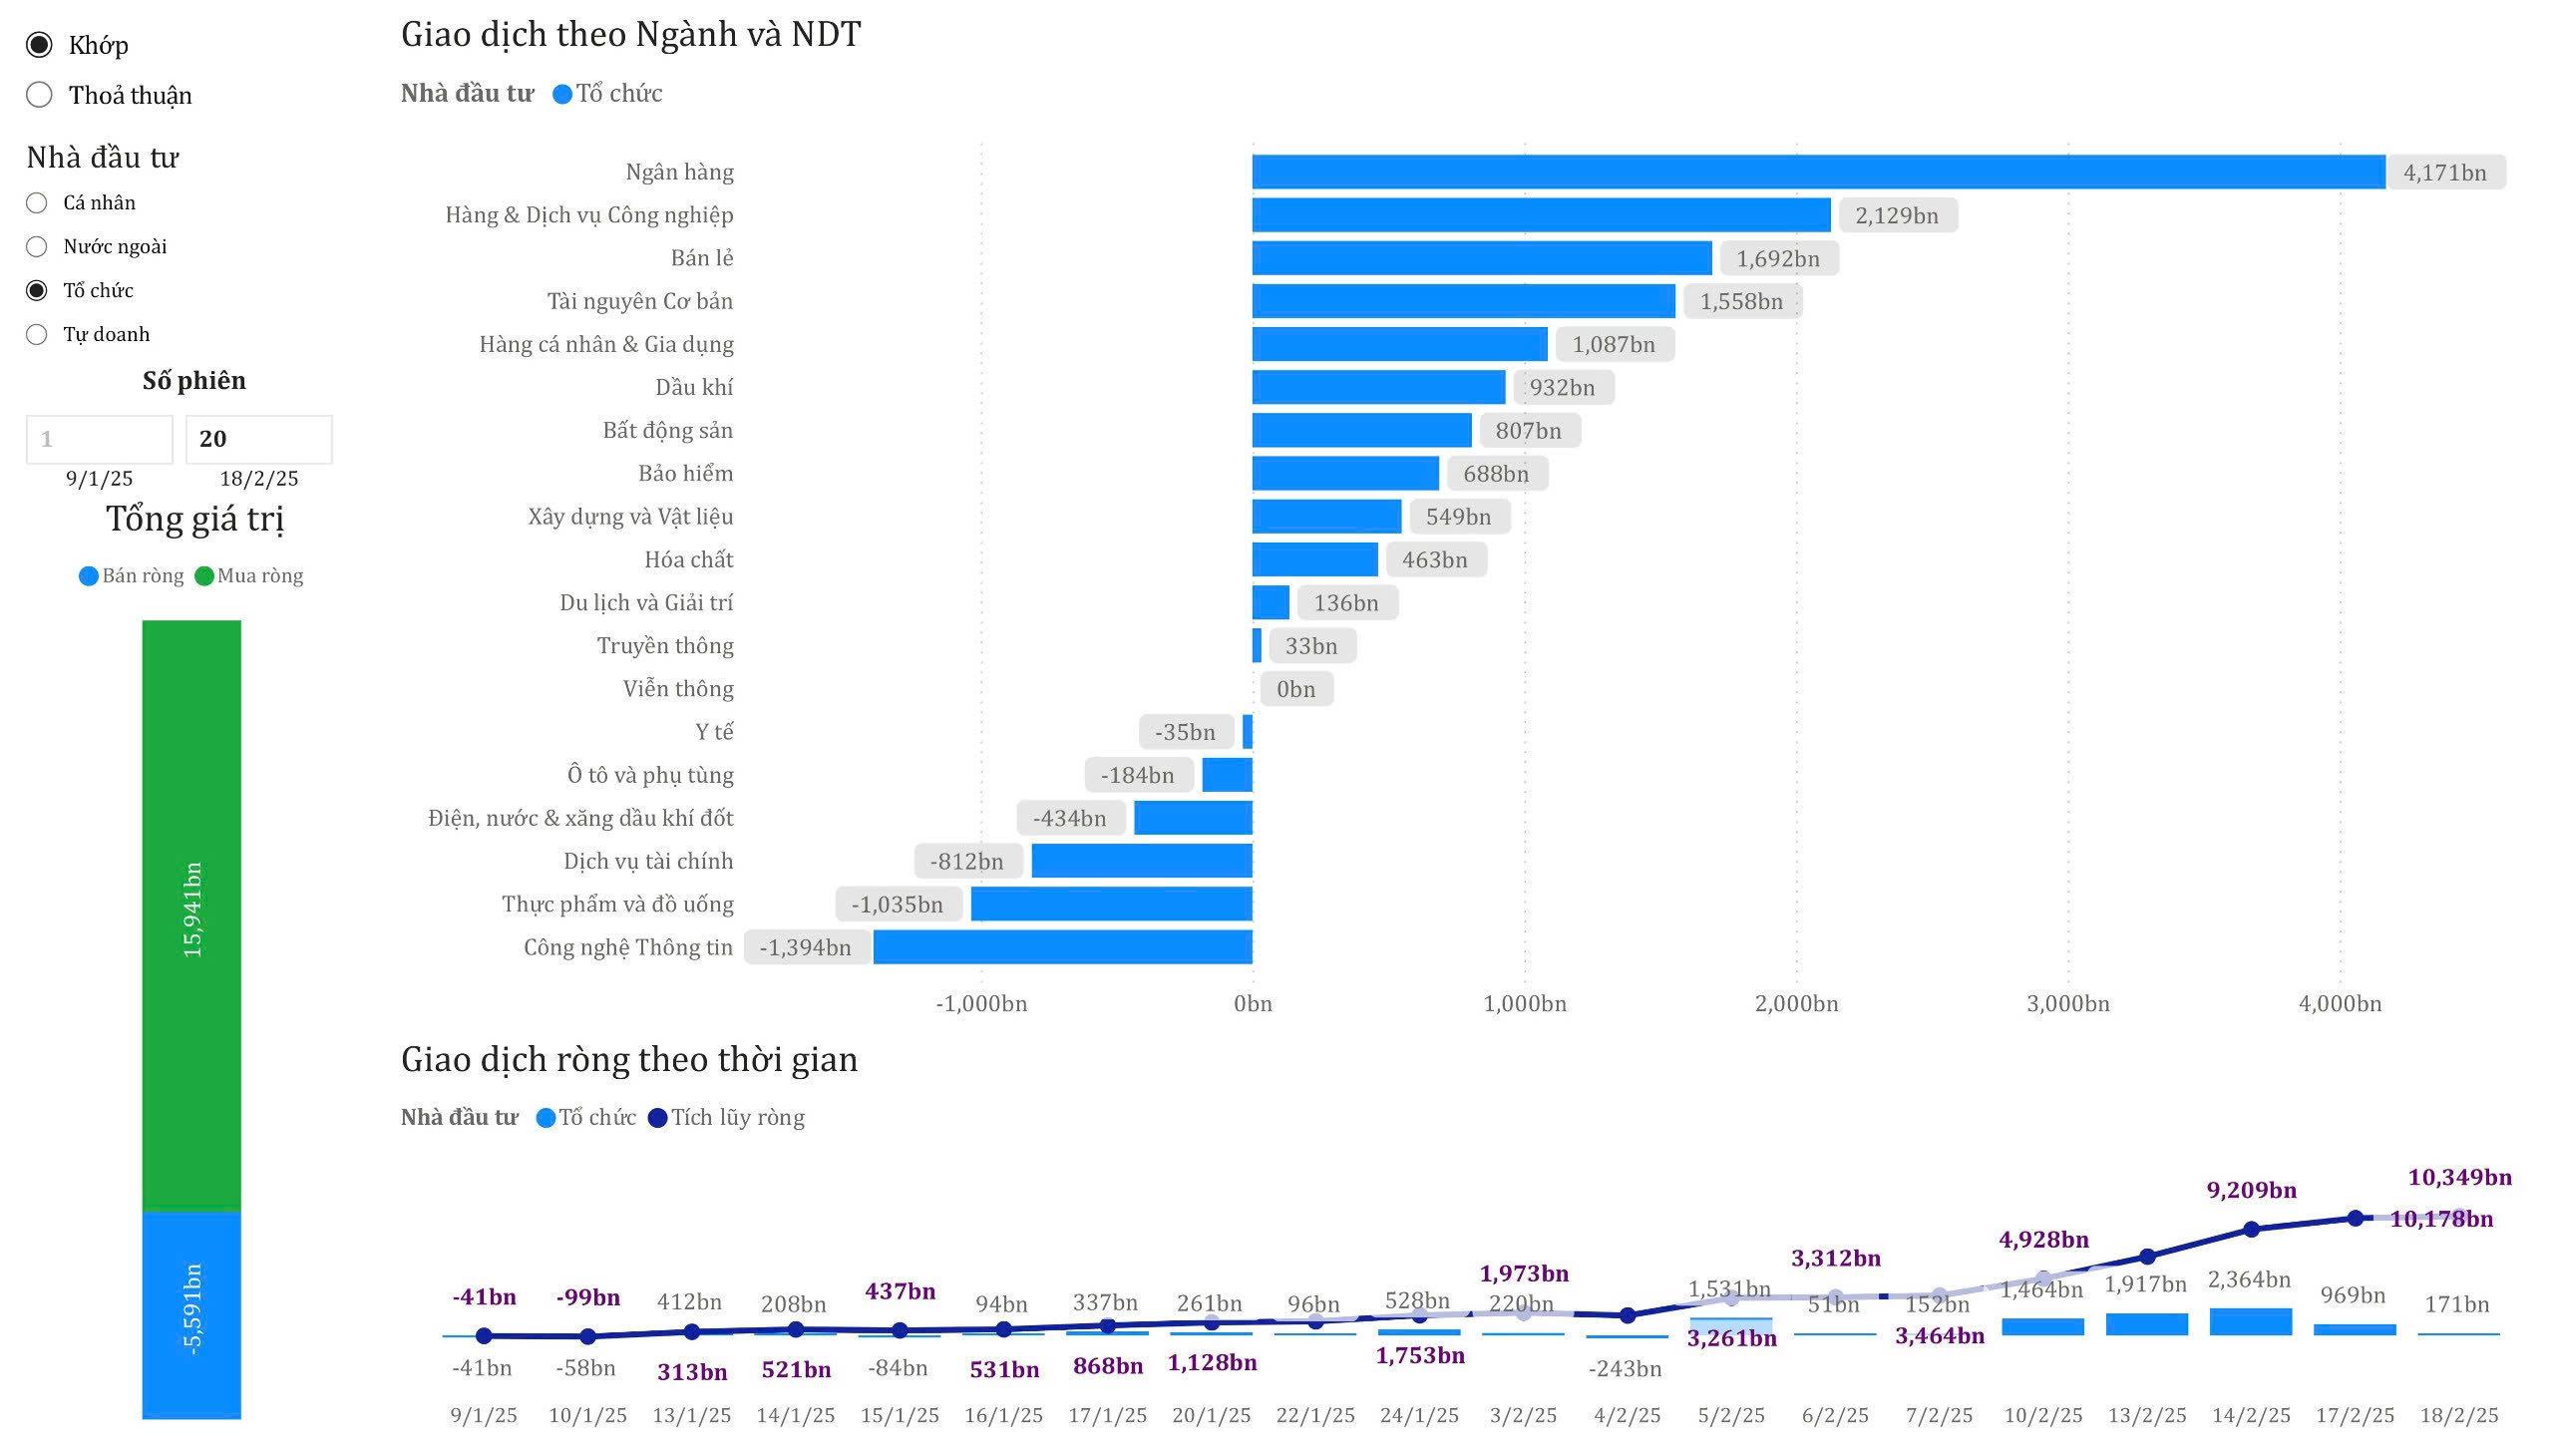 Khớp
Thoả thuận
Nhà đầu tư
Cá nhân
Nước ngoài
Tổ chức
Tự doanh
Số phiên
1 20
9/1/25 18/2/25
Tổng giá trị
Bán ròng Mua ròng
15,941bn
-5,591bn
Giao dịch theo Ngành và NDT
Nhà đầu tư Tổ chức
Ngân hàng 4,171bn
Hàng & Dịch vụ Công nghiệp 2,129bn
Bán lẻ 1,692bn
Tài nguyên Cơ bản 1,558bn
Hàng cá nhân & Gia dụng 1,087bn
Dầu khí 932bn
Bất động sản 807bn
Bảo hiểm 688bn
Xây dựng và Vật liệu 549bn
Hóa chất 463bn
Du lịch và Giải trí 136bn
Truyền thông 33bn
Viễn thông 0bn
Y tế -35bn
Ô tô và phụ tùng -184bn
Điện, nước & xăng dầu khí đốt -434bn
Dịch vụ tài chính -812bn
Thực phẩm và đồ uống -1,035bn
Công nghệ Thông tin -1,394bn
-1,000bn 0bn 1,000bn 2,000bn 3,000bn 4,000bn
Giao dịch ròng theo thời gian
Nhà đầu tư Tổ chức Tích lũy ròng
10,349bn
9,209bn
10,178bn
4,928bn
3,312bn
1,973bn
-41bn -99bn 412bn 208bn 437bn 94bn 337bn 261bn 96bn 528bn 220bn 1,531bn 51bn 152bn 1,464bn 1,917bn 2,364bn 969bn 171bn
3,261bn 3,464bn
-41bn -58bn 313bn 521bn -84bn 531bn 868bn 1,128bn 1,753bn -243bn
9/1/25 10/1/25 13/1/25 14/1/25 15/1/25 16/1/25 17/1/25 20/1/25 22/1/25 24/1/25 3/2/25 4/2/25 5/2/25 6/2/25 7/2/25 10/2/25 13/2/25 14/2/25 17/2/25 18/2/25